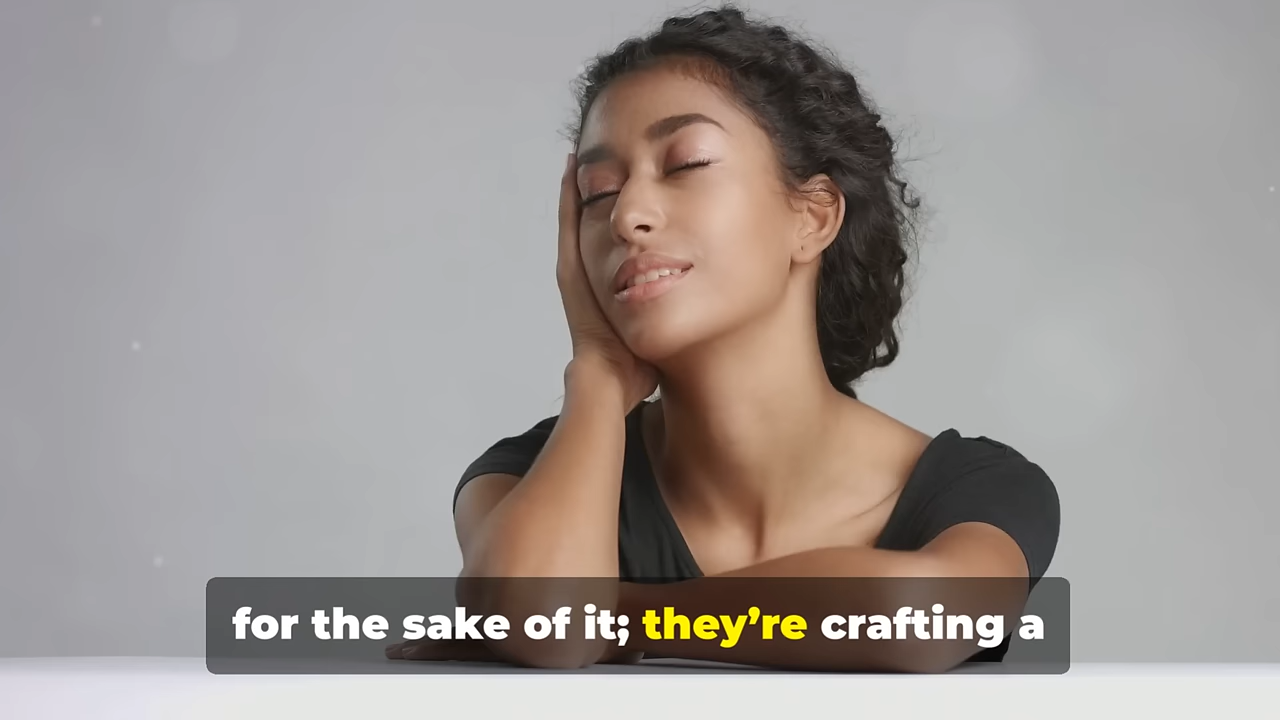 for the sake of it; they’re crafting a